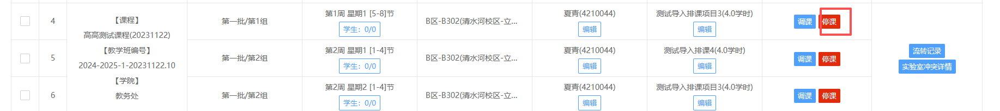 4
【课程】
高高测试课程(20231122)
【教学班编号】
2024-2025-1-20231122.10
【学院】
教务处
第一批/第1组
第1周 星期1 [5-8]节
学生：0/0
B区-B302(清水河校区-立...
夏青(4210044)
编辑
测试导入排课项目3(4.0学时)
编辑
调课 停课
5
第一批/第2组
第2周 星期1 [1-4]节
学生：0/0
B区-B302(清水河校区-立...
夏青(4210044)
编辑
测试导入排课4(4.0学时)
编辑
调课 停课
流转记录
实验室冲突详情
6
第一批/第2组
第2周 星期2 [1-4]节
学生：0/0
B区-B302(清水河校区-立...
夏青(4210044)
编辑
测试导入排课项目3(4.0学时)
编辑
调课 停课